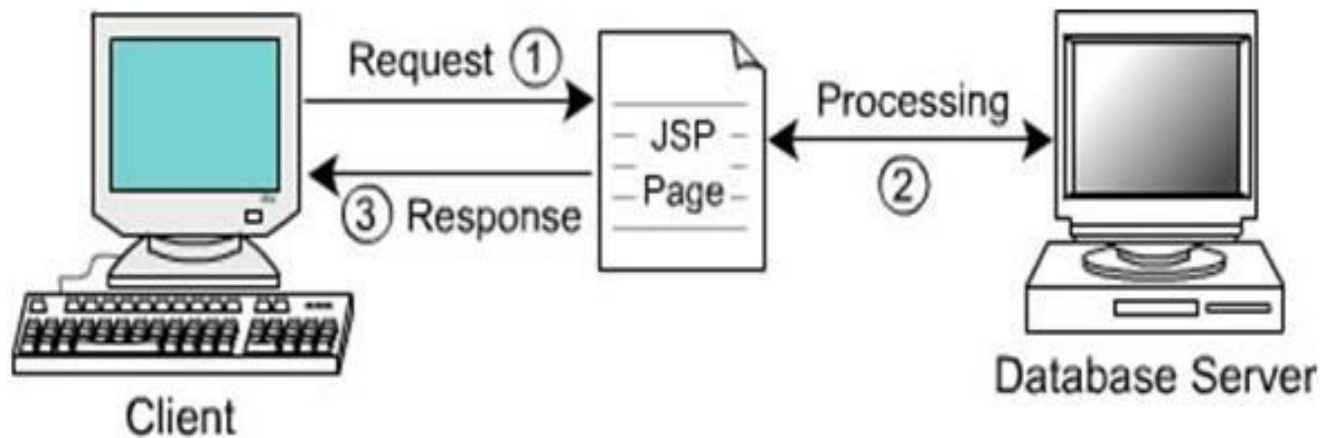 Request ①
JSP
Page
Processing
②
③ Response
Client
Database Server